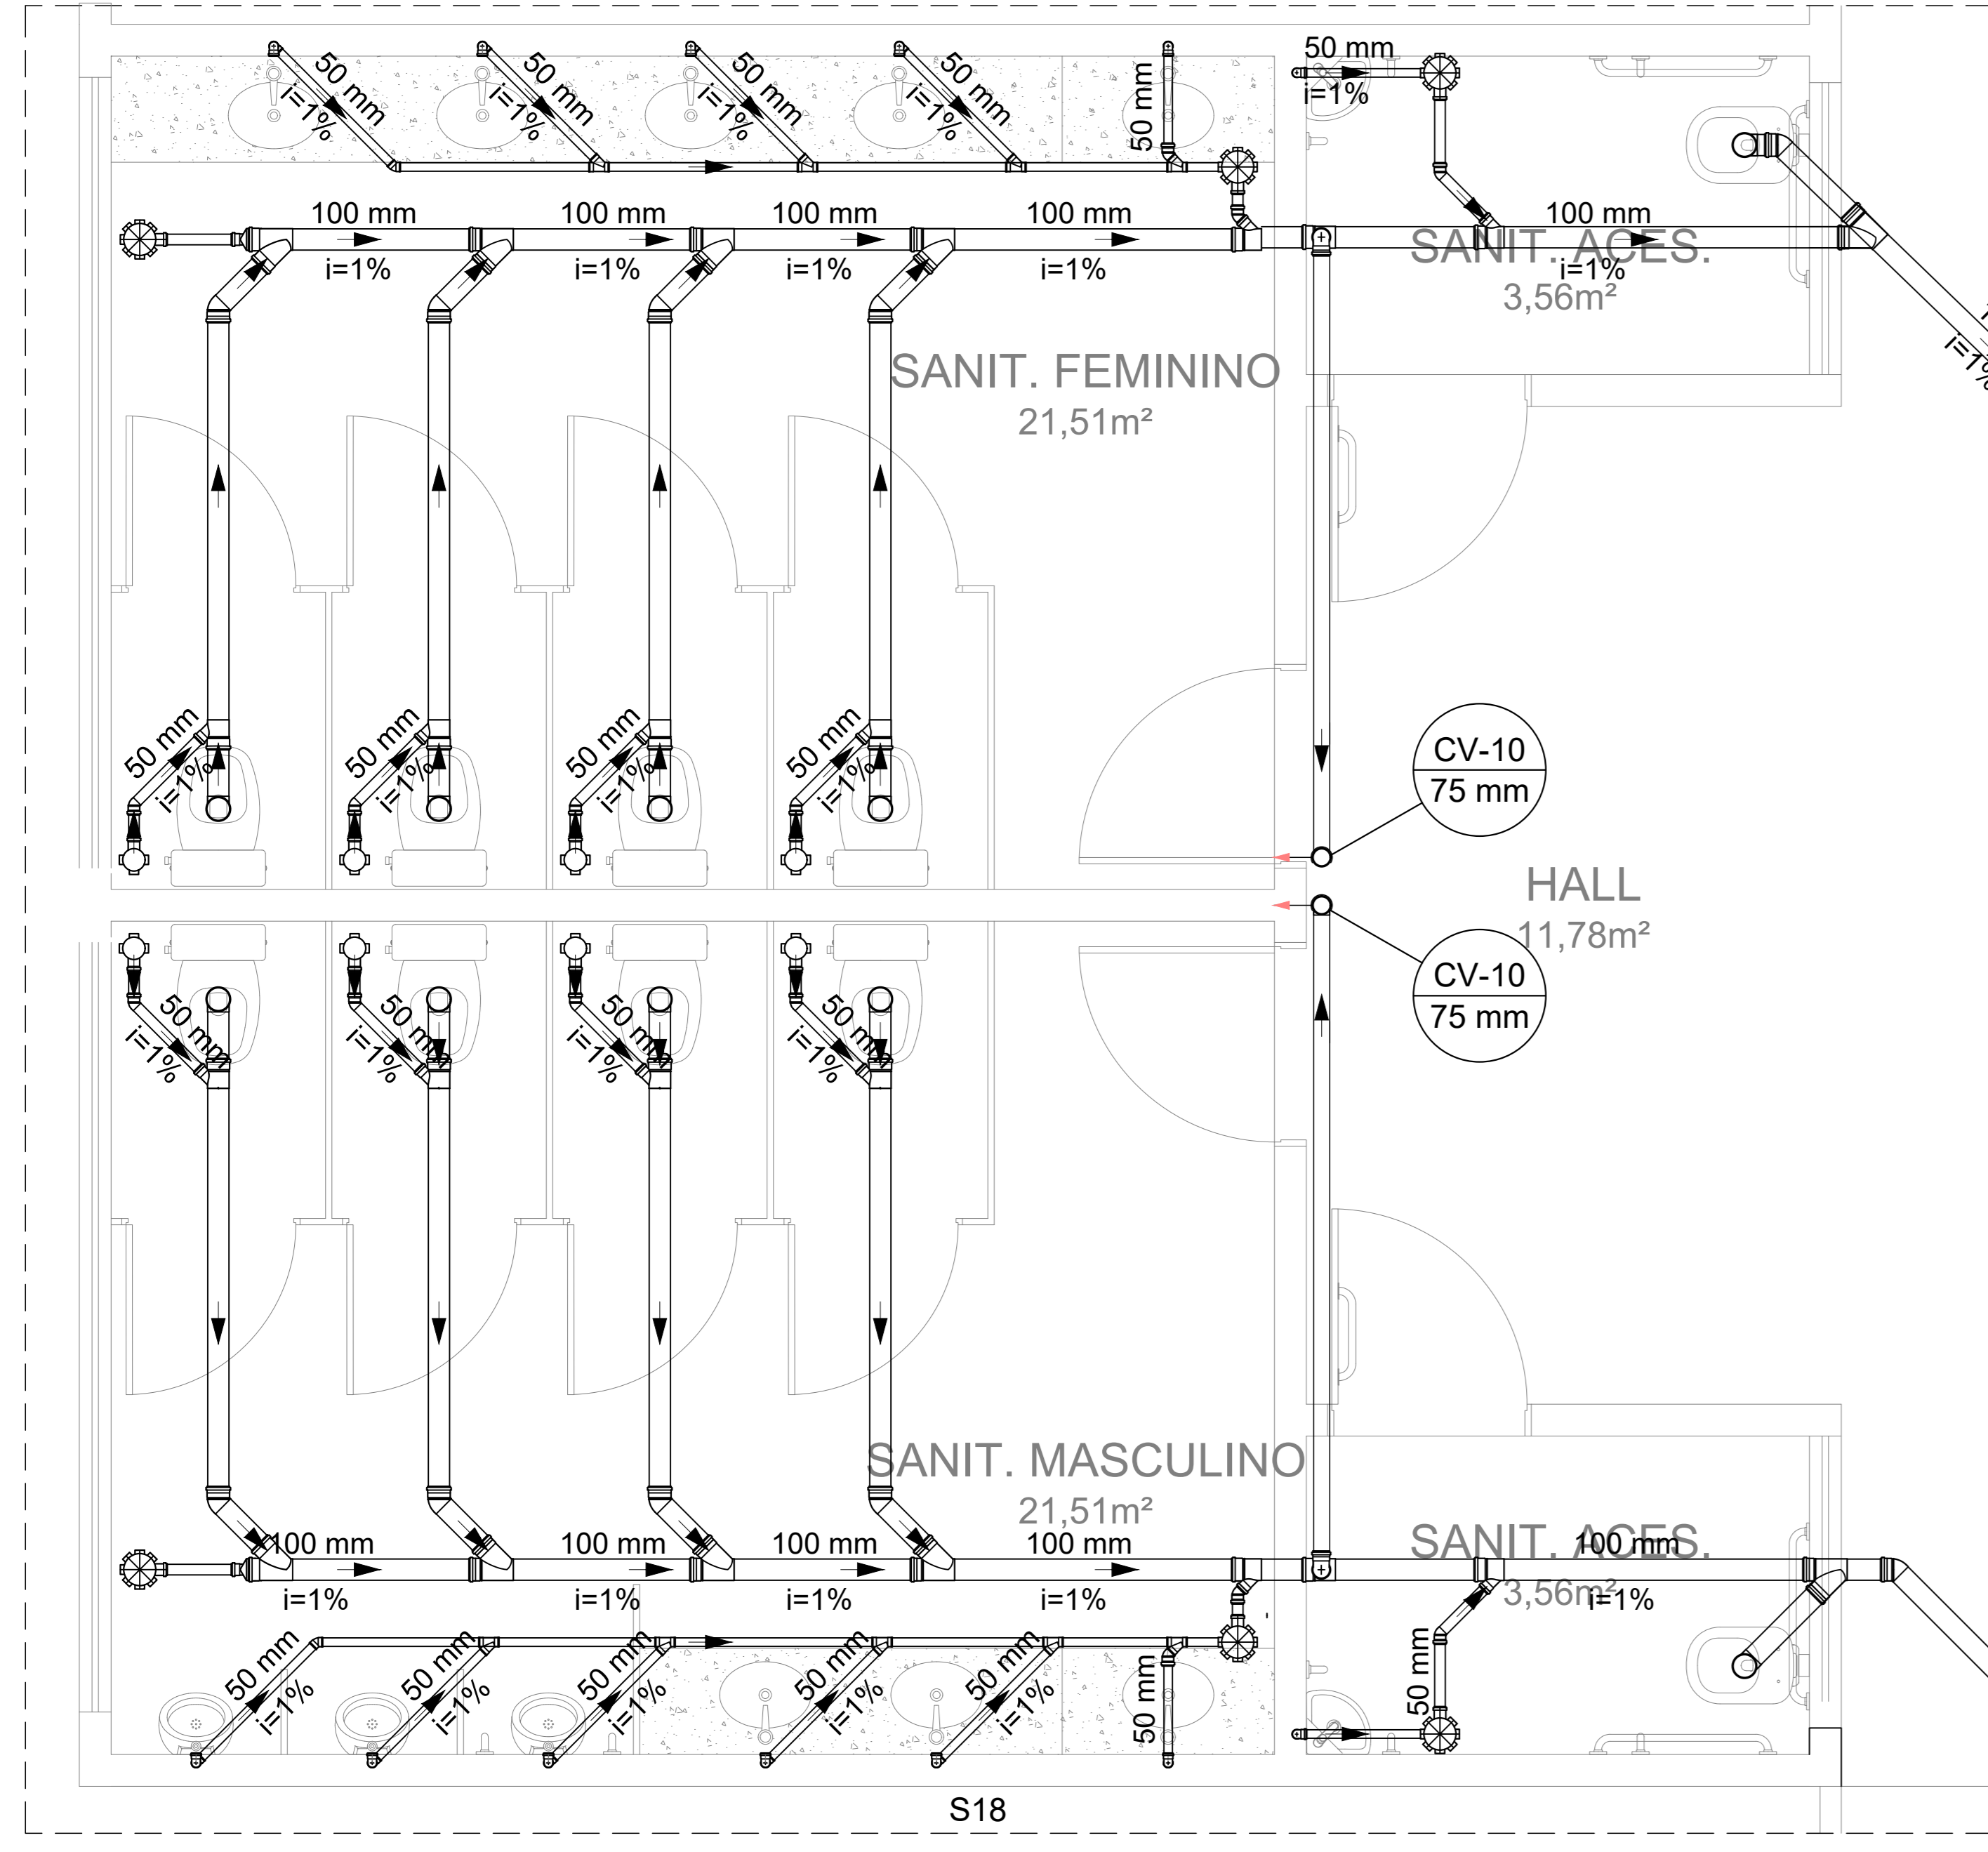 50 mm
i=1%
50 mm
i=1%
50 mm
i=1%
50 mm
i=1%
50 mm
50 mm
i=1%
100 mm
i=1%
100 mm
i=1%
100 mm
i=1%
100 mm
i=1%
100 mm
i=1%
SANIT. ACES.
3,56m²
i=1%
SANIT. FEMININO
21,51m²
50 mm
i=1%
50 mm
i=1%
50 mm
i=1%
50 mm
i=1%
CV-10
75 mm
HALL
11,78m²
CV-10
75 mm
50 mm
i=1%
50 mm
i=1%
50 mm
i=1%
50 mm
i=1%
SANIT. MASCULINO
21,51m²
SANIT. ACES.
3,56m²
100 mm
i=1%
100 mm
i=1%
100 mm
i=1%
100 mm
i=1%
100 mm
i=1%
50 mm
i=1%
50 mm
i=1%
50 mm
i=1%
50 mm
i=1%
50 mm
i=1%
50 mm
50 mm
S18